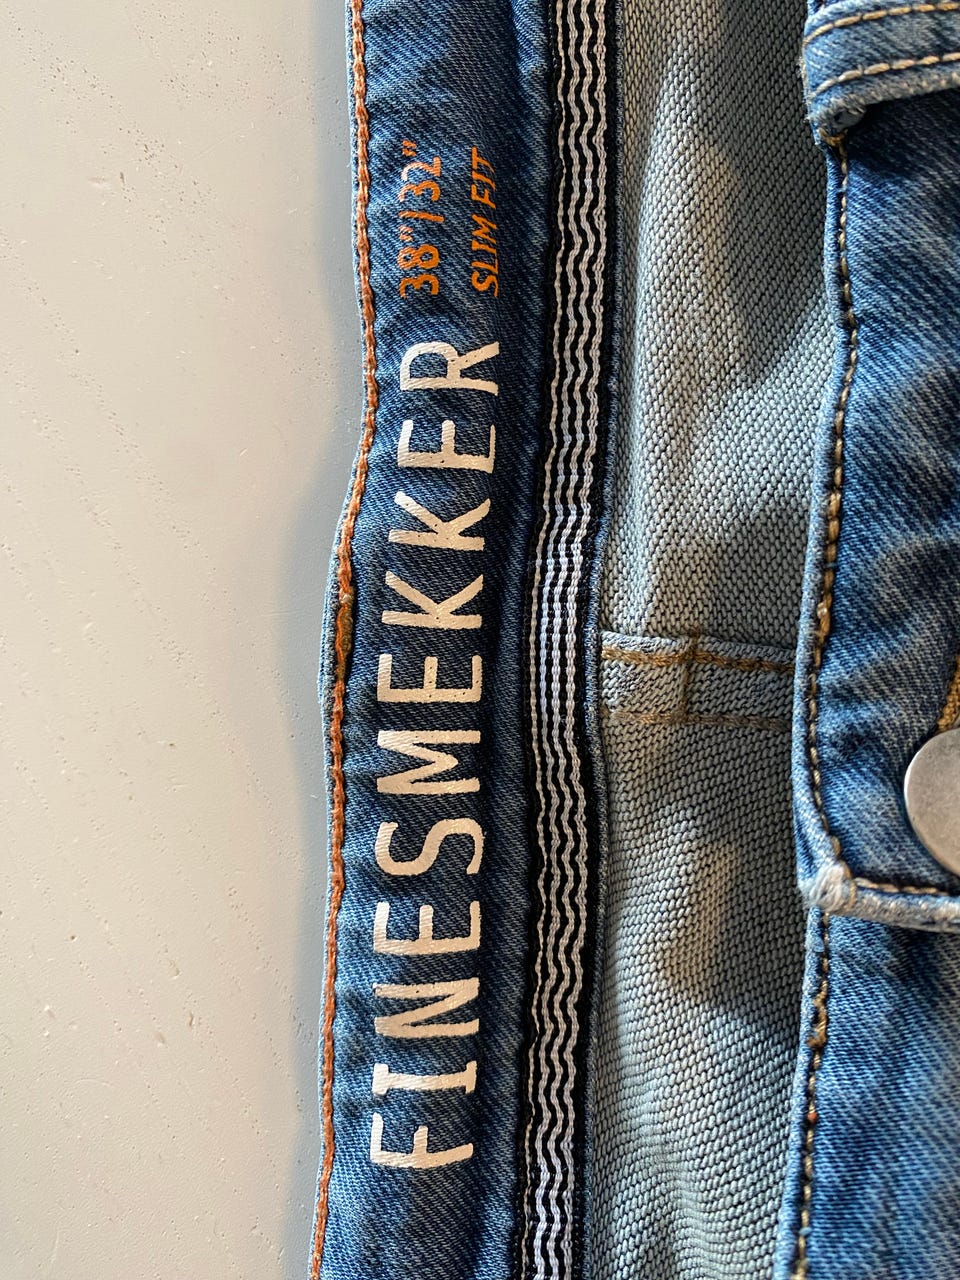 FINESMEKKER
38"/32"
SLIM FIT